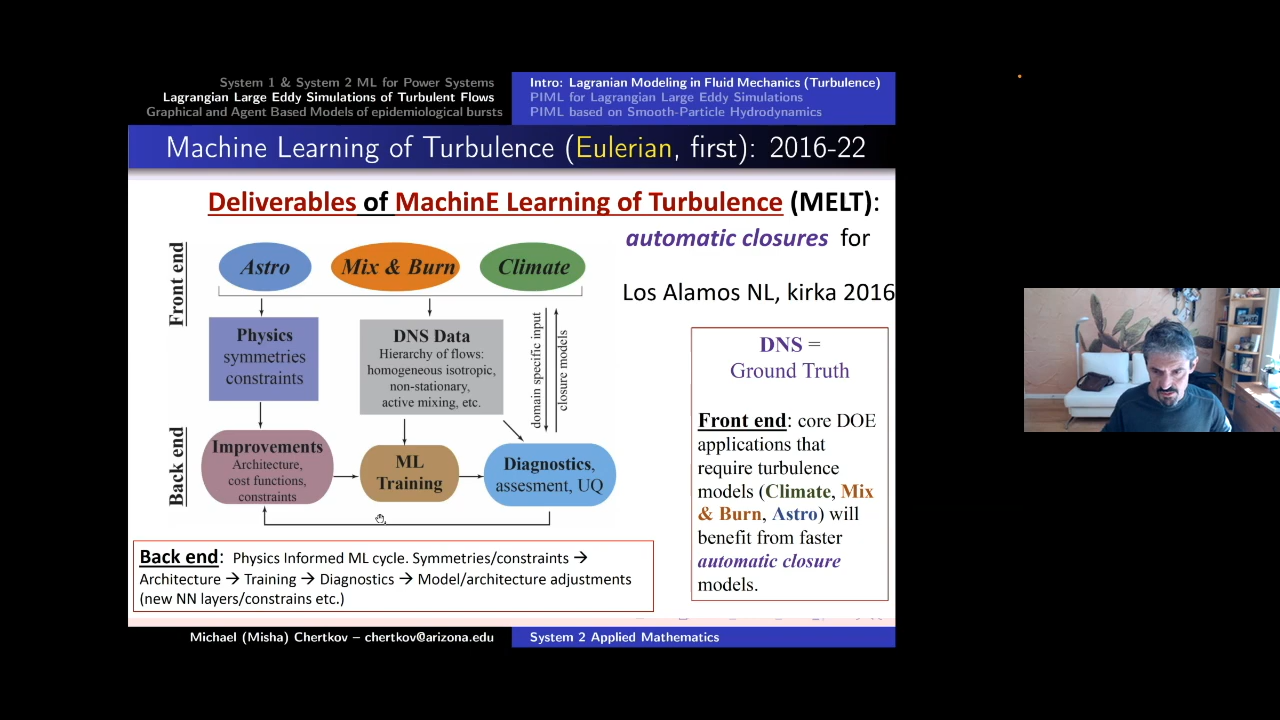 System 1 & System 2 ML for Power Systems
Lagrangian Large Eddy Simulations of Turbulent Flows
Graphical and Agent Based Models of epidemiological bursts
Intro: Lagranian Modeling in Fluid Mechanics (Turbulence)
PIML for Lagrangian Large Eddy Simulations
PIML based on Smooth-Particle Hydrodynamics
Machine Learning of Turbulence (Eulerian, first): 2016-22
Deliverables of MachinE Learning of Turbulence (MELT):
automatic closures for
Los Alamos NL, kirka 2016
Front end
Astro
Mix & Burn
Climate
Physics
symmetries
constraints
DNS Data
Hierarchy of flows:
homogeneous isotropic,
non-stationary,
active mixing, etc.
domain specific input
closure models
Back end
Improvements
Architecture,
cost functions,
constraints
ML
Training
Diagnostics,
assesment, UQ
DNS =
Ground Truth
Front end: core DOE
applications that
require turbulence
models (Climate, Mix
& Burn, Astro) will
benefit from faster
automatic closure
models.
Back end: Physics Informed ML cycle. Symmetries/constraints →
Architecture → Training → Diagnostics → Model/architecture adjustments
(new NN layers/constrains etc.)
Michael (Misha) Chertkov – chertkov@arizona.edu
System 2 Applied Mathematics